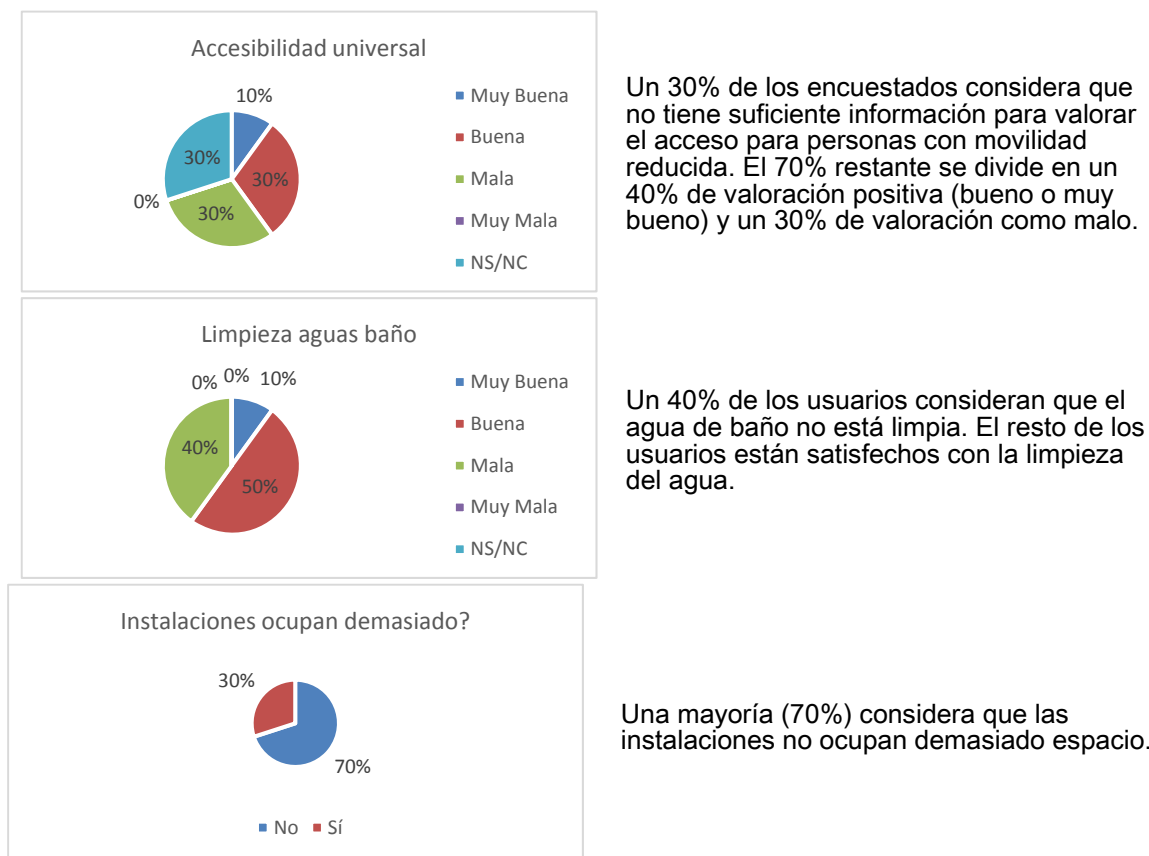 Accesibilidad universal
10%
30%
30%
0%
30%
Muy Buena
Buena
Mala
Muy Mala
NS/NC
Un 30% de los encuestados considera que
no tiene suficiente información para valorar
el acceso para personas con movilidad
reducida. El 70% restante se divide en un
40% de valoración positiva (bueno o muy
bueno) y un 30% de valoración como malo.
Limpieza aguas baño
0% 0% 10%
40%
50%
Muy Buena
Buena
Mala
Muy Mala
NS/NC
Un 40% de los usuarios consideran que el
agua de baño no está limpia. El resto de los
usuarios están satisfechos con la limpieza
del agua.
Instalaciones ocupan demasiado?
30%
70%
No Sí
Una mayoría (70%) considera que las
instalaciones no ocupan demasiado espacio.